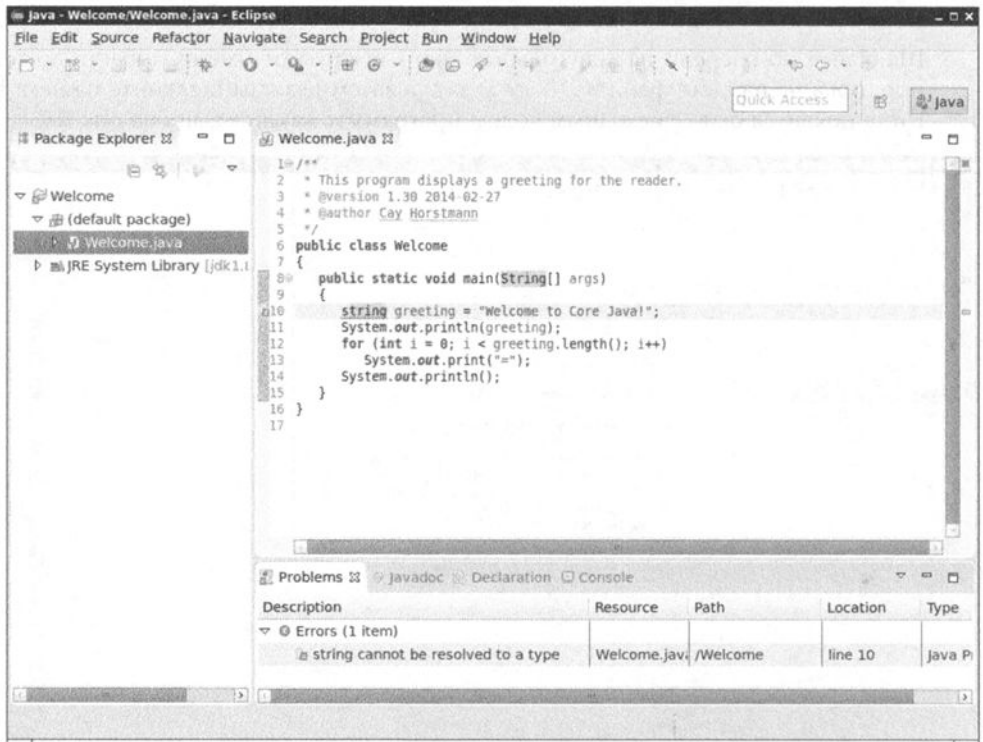 Java - Welcome/Welcome.java - Eclipse
File Edit Source Refactor Navigate Search Project Run Window Help
Quick Access
Java
Package Explorer
Welcome.java
Welcome
(default package)
Welcome.java
JRE System Library [jdk1.
1 /**
2 * This program displays a greeting for the reader.
3 * @version 1.30 2014-02-27
4 * @author Cay Horstmann
5 */
6 public class Welcome
7 {
8 public static void main(String[] args)
9 {
10 string greeting = "Welcome to Core Java!";
11 System.out.println(greeting);
12 for (int i = 0; i < greeting.length(); i++)
13 System.out.print("=");
14 System.out.println();
15 }
16 }
17
Problems Javadoc Declaration Console
Description Resource Path Location Type
Errors (1 item)
string cannot be resolved to a type Welcome.jav /Welcome line 10 Java P